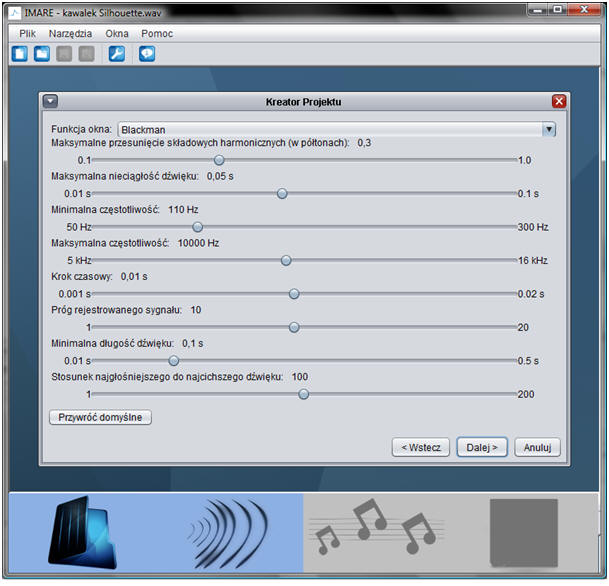 IMARE - kawalek Silhouette.wav
Plik Narzędzia Okna Pomoc
Kreator Projektu
Funkcja okna: Blackman
Maksymalne przesunięcie składowych harmonicznych (w półtonach): 0,3
0.1 1.0
Maksymalna nieciągłość dźwięku: 0,05 s
0.01 s 0.1 s
Minimalna częstotliwość: 110 Hz
50 Hz 300 Hz
Maksymalna częstotliwość: 10000 Hz
5 kHz 16 kHz
Krok czasowy: 0,01 s
0.001 s 0.02 s
Próg rejestrowanego sygnału: 10
1 20
Minimalna długość dźwięku: 0,1 s
0.01 s 0.5 s
Stosunek najgłośniejszego do najcichszego dźwięku: 100
1 200
Przywróć domyślne
< Wstecz Dalej > Anuluj